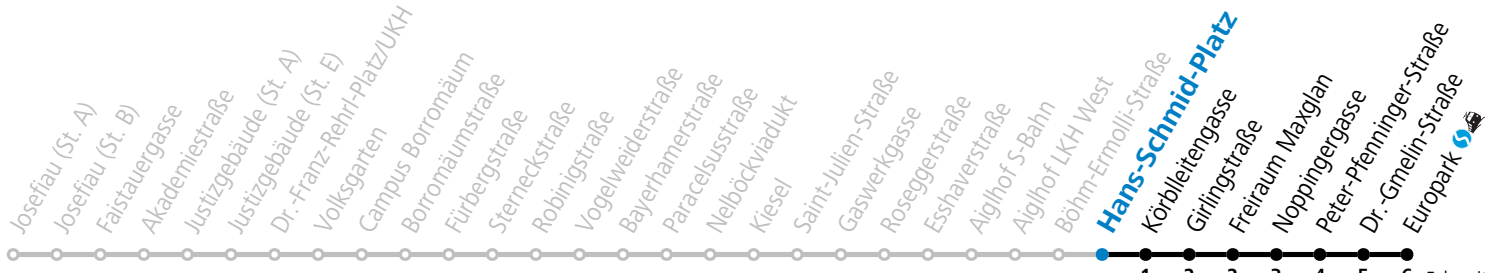 Josefiau (St. A)
Josefiau (St. B)
Faistauergasse
Akademiestraße
Justizgebäude (St. A)
Justizgebäude (St. E)
Dr.-Franz-Rehrl-Platz/UKH
Volksgarten
Campus Borromäum
Borromäumstraße
Fürbergstraße
Sterneckstraße
Robinigstraße
Vogelweiderstraße
Bayerhamerstraße
Paracelsusstraße
Nelböckviadukt
Kiesel
Saint-Julien-Straße
Gaswerkgasse
Roseggerstraße
Esshaverstraße
Aiglhof S-Bahn
Aiglhof LKH West
Böhm-Ermolli-Straße
Hans-Schmid-Platz
Körblleitengasse
Girlingstraße
Freiraum Maxglan
Noppingergasse
Peter-Pfenninger-Straße
Dr.-Gmelin-Straße
Europark